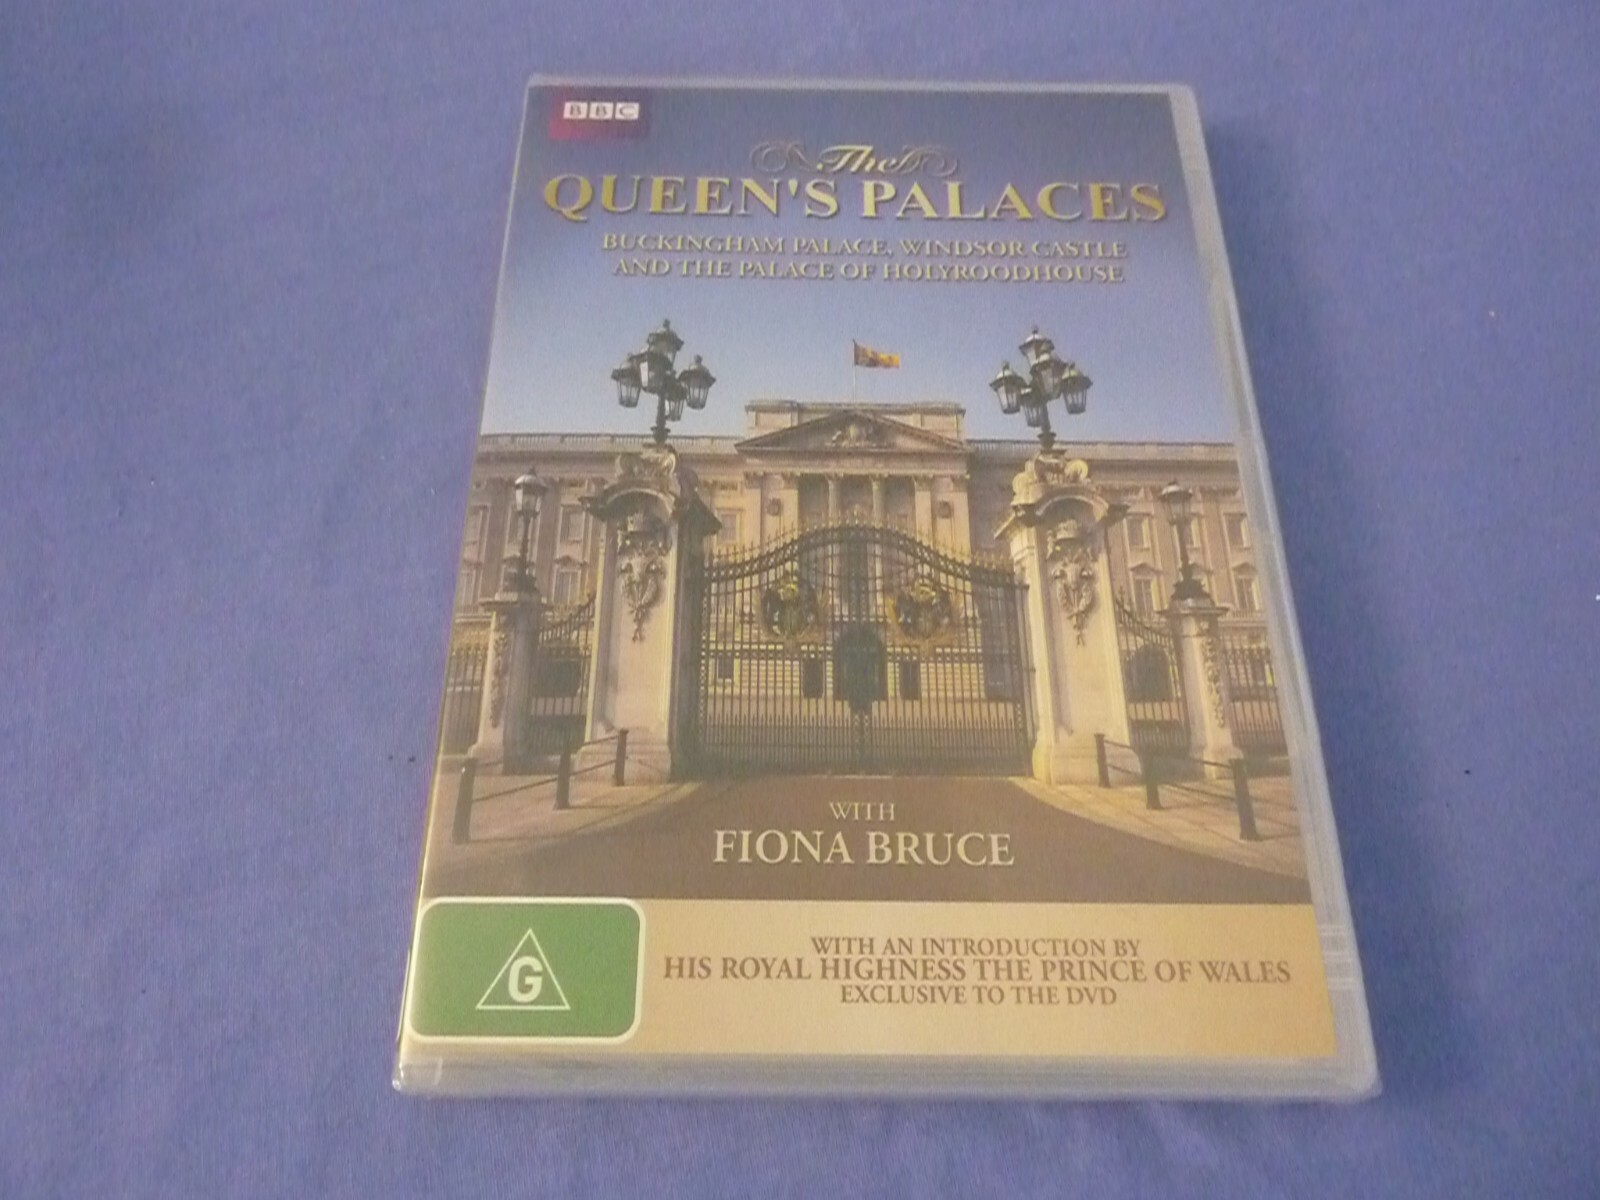 BBC
The
QUEEN'S PALACES
BUCKINGHAM PALACE, WINDSOR CASTLE
AND THE PALACE OF HOLYROODHOUSE
WITH
FIONA BRUCE
G
WITH AN INTRODUCTION BY
HIS ROYAL HIGHNESS THE PRINCE OF WALES
EXCLUSIVE TO THE DVD